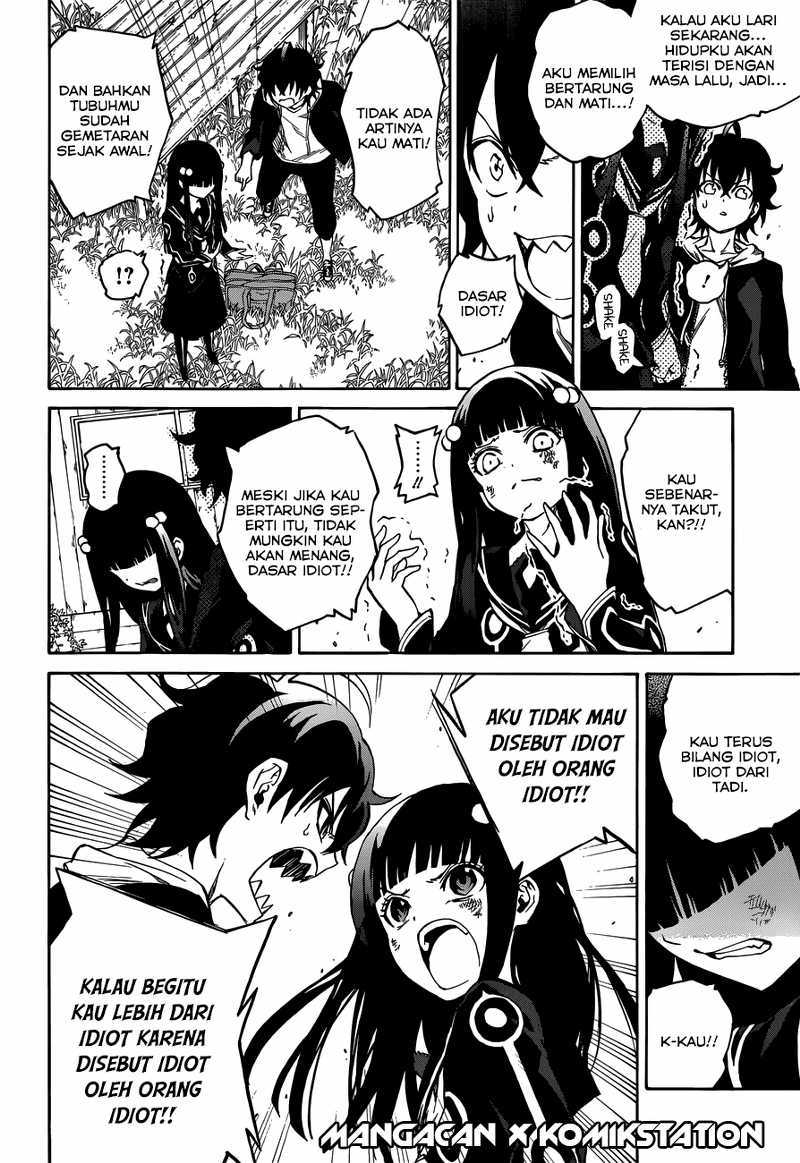 KALAU AKU LARI
SEKARANG...
HIDUPKU AKAN
TERISI DENGAN
MASA LALU, JADI...
!
SHAKE
SHAKE
AKU MEMILIH
BERTARUNG
DAN MATI...!
DASAR
IDIOT!
TIDAK ADA
ARTINYA
KAU MATI!
DAN BAHKAN
TUBUHMU
SUDAH
GEMETARAN
SEJAK AWAL!
!?
KAU
SEBENAR-
NYA TAKUT,
KAN?!!
......!!
MESKI JIKA KAU
BERTARUNG SEP-
ERTI ITU, TIDAK
MUNGKIN KAU
AKAN MENANG,
DASAR IDIOT!!
......
KAU TERUS
BILANG IDIOT,
IDIOT DARI
TADI.
K-KAU!!
AKU TIDAK MAU
DISEBUT IDIOT
OLEH ORANG
IDIOT!!
KALAU BEGITU
KAU LEBIH DARI
IDIOT KARENA
DISEBUT IDIOT
OLEH ORANG
IDIOT!!
MANGACAN X KOMIKSTATION